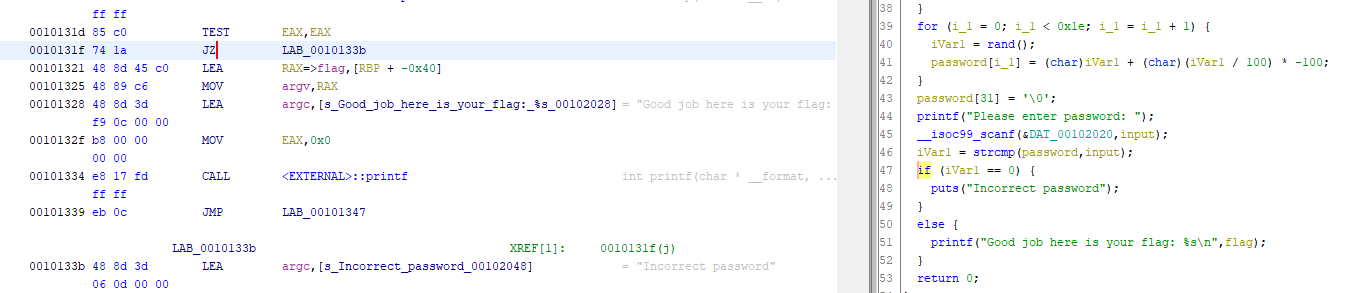 ff ff
0010131d 85 c0 TEST EAX,EAX
0010131f 74 1a JZ LAB_0010133b
00101321 48 8d 45 c0 LEA RAX=>flag,[RBP + -0x40]
00101325 48 89 c6 MOV argv,RAX
00101328 48 8d 3d LEA argc,[s_Good_job_here_is_your_flag:_%s_00102028] = "Good job here is your flag:
f9 0c 00 00
0010132f b8 00 00 MOV EAX,0x0
00 00
00101334 e8 17 fd CALL <EXTERNAL>::printf int printf(char * __format, ...
ff ff
00101339 eb 0c JMP LAB_00101347
LAB_0010133b XREF[1]: 0010131f(j)
0010133b 48 8d 3d LEA argc,[s_Incorrect_password_00102048] = "Incorrect password"
06 0d 00 00
38 }
39 for (i_1 = 0; i_1 < 0x1e; i_1 = i_1 + 1) {
40 iVar1 = rand();
41 password[i_1] = (char)iVar1 + (char)(iVar1 / 100) * -100;
42 }
43 password[31] = '\0';
44 printf("Please enter password: ");
45 __isoc99_scanf(&DAT_00102020,input);
46 iVar1 = strcmp(password,input);
47 if (iVar1 == 0) {
48 puts("Incorrect password");
49 }
50 else {
51 printf("Good job here is your flag: %s\n",flag);
52 }
53 return 0;